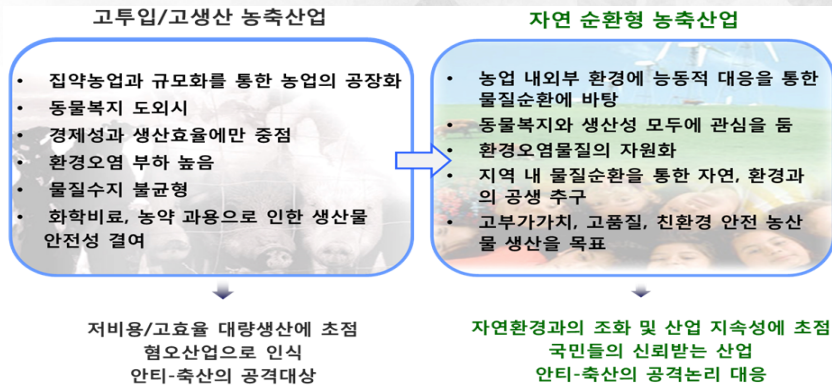 고투입/고생산 농축산업
• 집약농업과 규모화를 통한 농업의 공장화
• 동물복지 도외시
• 경제성과 생산효율에만 중점
• 환경오염 부하 높음
• 물질수지 불균형
• 화학비료, 농약 과용으로 인한 생산물
안전성 결여
저비용/고효율 대량생산에 초점
혐오산업으로 인식
안티-축산의 공격대상
자연 순환형 농축산업
• 농업 내외부 환경에 능동적 대응을 통한
물질순환에 바탕
• 동물복지와 생산성 모두에 관심을 둠
• 환경오염물질의 자원화
• 지역 내 물질순환을 통한 자연, 환경과
의 공생 추구
• 고부가가치, 고품질, 친환경 안전 농산
물 생산을 목표
자연환경과의 조화 및 산업 지속성에 초점
국민들의 신뢰받는 산업
안티-축산의 공격논리 대응